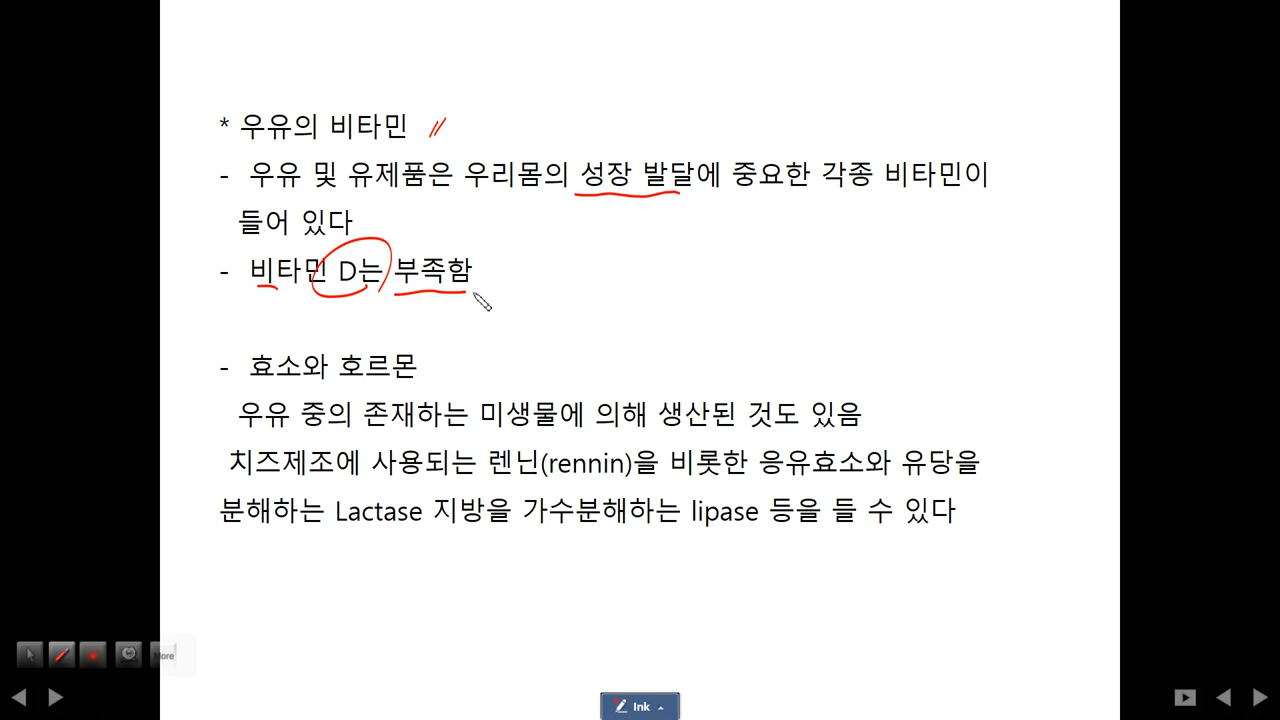 * 우유의 비타민
- 우유 및 유제품은 우리몸의 성장 발달에 중요한 각종 비타민이
들어 있다
- 비타민 D는 부족함
- 효소와 호르몬
우유 중의 존재하는 미생물에 의해 생산된 것도 있음
치즈제조에 사용되는 렌닌(rennin)을 비롯한 응유효소와 유당을
분해하는 Lactase 지방을 가수분해하는 lipase 등을 들 수 있다
More
Ink